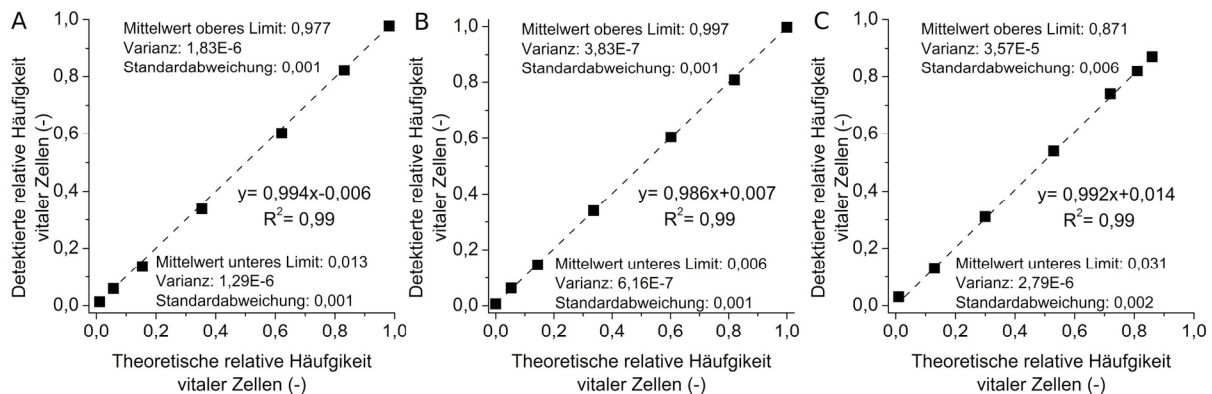 A
Mittelwert oberes Limit: 0,977
Varianz: 1,83E-6
Standardabweichung: 0,001
y= 0,994x-0,006
R²= 0,99
Mittelwert unteres Limit: 0,013
Varianz: 1,29E-6
Standardabweichung: 0,001
1,0
0,8
0,6
0,4
0,2
0,0
0,0 0,2 0,4 0,6 0,8 1,0
Detektierte relative Häufigkeit
vitaler Zellen (-)
Theoretische relative Häufgikeit
vitaler Zellen (-)
B
Mittelwert oberes Limit: 0,997
Varianz: 3,83E-7
Standardabweichung: 0,001
y= 0,986x+0,007
R²= 0,99
Mittelwert unteres Limit: 0,006
Varianz: 6,16E-7
Standardabweichung: 0,001
1,0
0,8
0,6
0,4
0,2
0,0
0,0 0,2 0,4 0,6 0,8 1,0
Detektierte relative Häufigkeit
vitaler Zellen (-)
Theoretische relative Häufgikeit
vitaler Zellen (-)
C
Mittelwert oberes Limit: 0,871
Varianz: 3,57E-5
Standardabweichung: 0,006
y= 0,992x+0,014
R²= 0,99
Mittelwert unteres Limit: 0,031
Varianz: 2,79E-6
Standardabweichung: 0,002
1,0
0,8
0,6
0,4
0,2
0,0
0,0 0,2 0,4 0,6 0,8 1,0
Detektierte relative Häufigkeit
vitaler Zellen (-)
Theoretische relative Häufgikeit
vitaler Zellen (-)